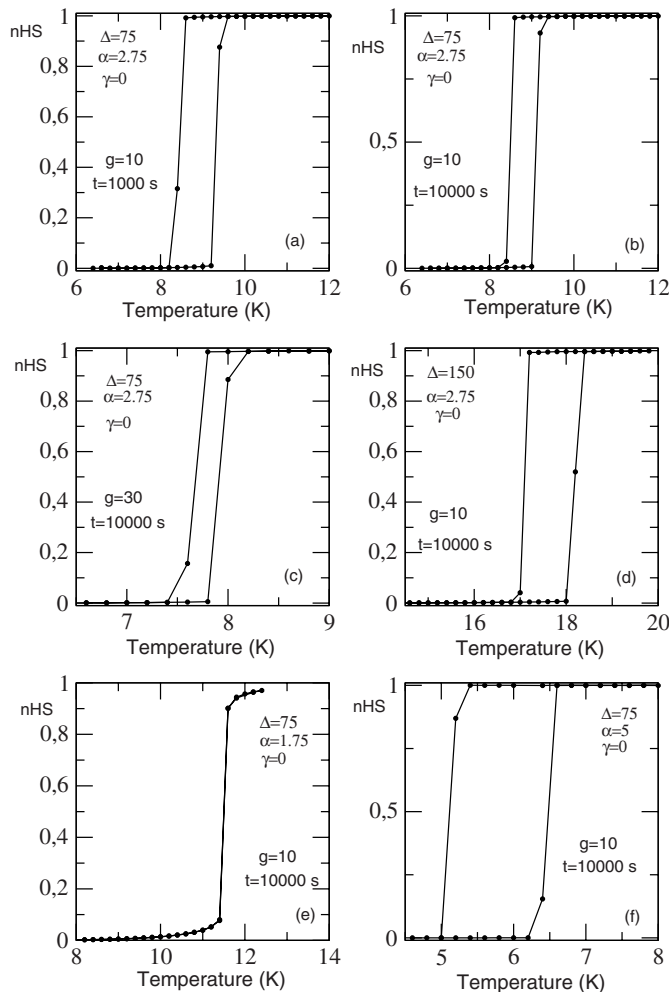 nHS
1
0,8
0,6
0,4
0,2
0
Δ=75
α=2.75
γ=0
g=10
t=1000 s
(a)
6 8 10 12
Temperature (K)
nHS
1
0,5
0
Δ=75
α=2.75
γ=0
g=10
t=10000 s
(b)
6 8 10 12
Temperature (K)
nHS
1
0,8
0,6
0,4
0,2
0
Δ=75
α=2.75
γ=0
g=30
t=10000 s
(c)
7 8 9
Temperature (K)
nHS
1
0,8
0,6
0,4
0,2
0
Δ=150
α=2.75
γ=0
g=10
t=10000 s
(d)
16 18 20
Temperature (K)
nHS
1
0,8
0,6
0,4
0,2
0
Δ=75
α=1.75
γ=0
g=10
t=10000 s
(e)
8 10 12 14
Temperature (K)
nHS
1
0,5
0
Δ=75
α=5
γ=0
g=10
t=10000 s
(f)
5 6 7 8
Temperature (K)